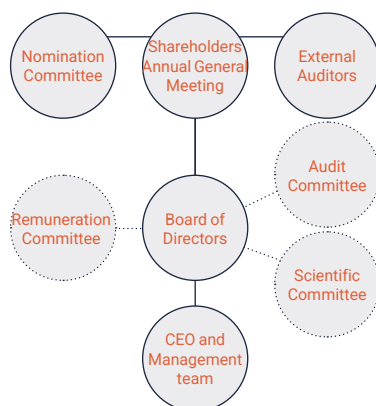 Nomination
Committee
Shareholders
Annual General
Meeting
External
Auditors
Audit
Committee
Remuneration
Committee
Board of
Directors
Scientific
Committee
CEO and
Management
team